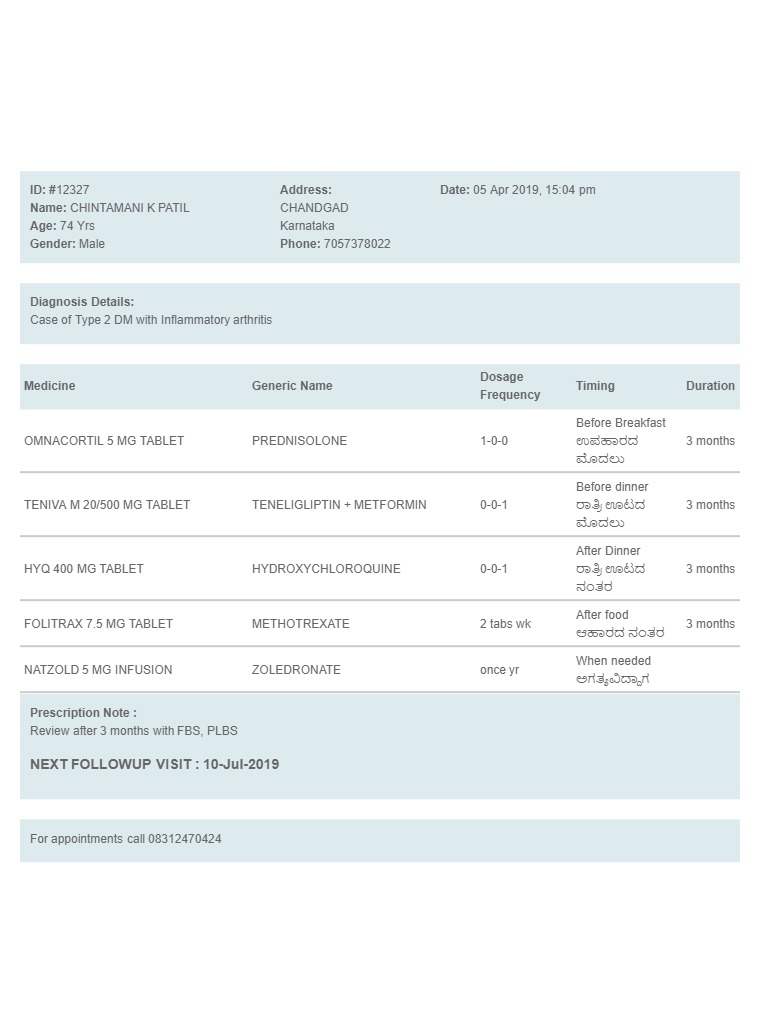 ID: #12327
Name: CHINTAMANI K PATIL
Age: 74 Yrs
Gender: Male
Address:
CHANDGAD
Karnataka
Phone: 7057378022
Date: 05 Apr 2019, 15:04 pm
Diagnosis Details:
Case of Type 2 DM with Inflammatory arthritis
Medicine Generic Name Dosage Frequency Timing Duration
OMNACORTIL 5 MG TABLET PREDNISOLONE 1-0-0 Before Breakfast 3 months
ಉಪಹಾರದ
ಮೊದಲು
TENIVA M 20/500 MG TABLET TENELIGLIPTIN + METFORMIN 0-0-1 Before dinner 3 months
ರಾತ್ರಿ ಊಟದ
ಮೊದಲು
HYQ 400 MG TABLET HYDROXYCHLOROQUINE 0-0-1 After Dinner 3 months
ರಾತ್ರಿ ಊಟದ
ನಂತರ
FOLITRAX 7.5 MG TABLET METHOTREXATE 2 tabs wk After food 3 months
ಆಹಾರದ ನಂತರ
NATZOLD 5 MG INFUSION ZOLEDRONATE once yr When needed
ಅಗತ್ಯವಿದ್ದಾಗ
Prescription Note :
Review after 3 months with FBS, PLBS
NEXT FOLLOWUP VISIT : 10-Jul-2019
For appointments call 08312470424